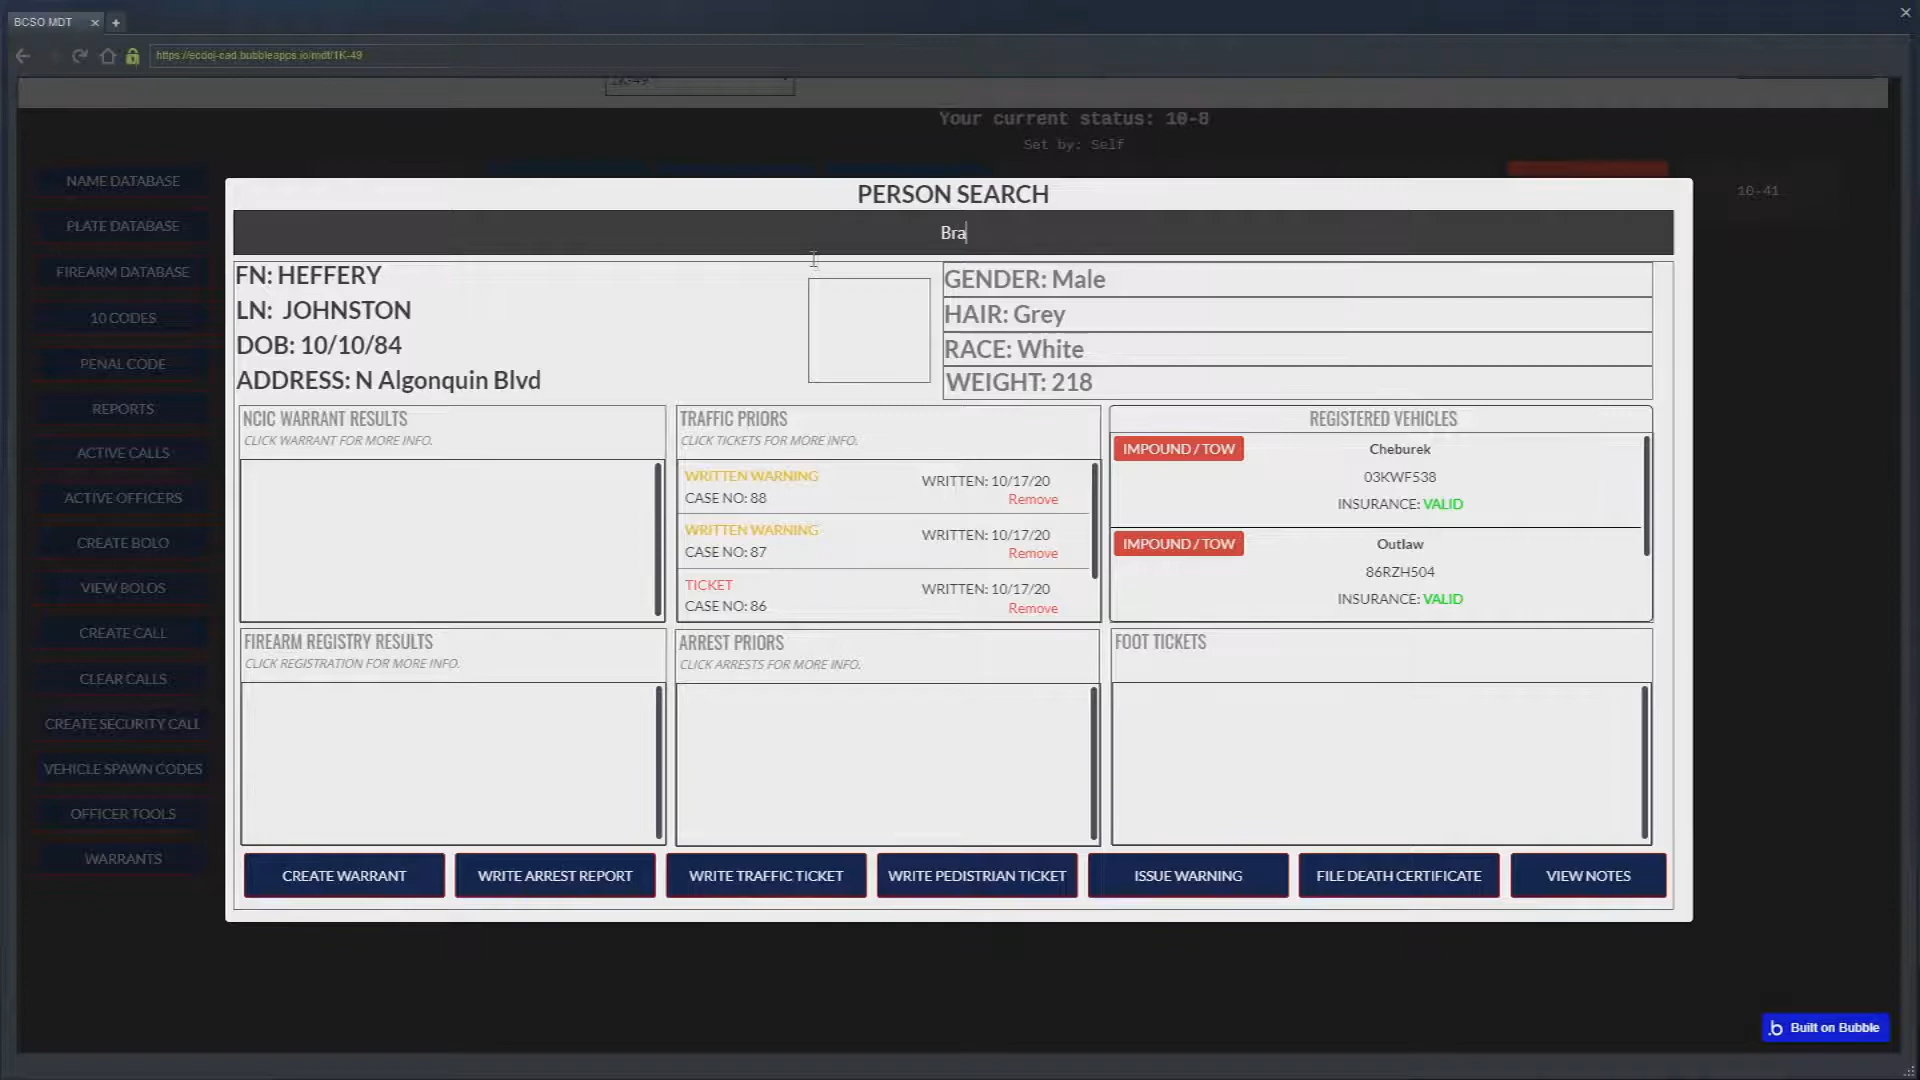 BCSO MDT
https://ecool-cad.bubbleapps.io/mdt/1K-49
1K-49
Your current status: 10-8
Set by: Self
10-41
NAME DATABASE
PLATE DATABASE
FIREARM DATABASE
10 CODES
PENAL CODE
REPORTS
ACTIVE CALLS
ACTIVE OFFICERS
CREATE BOLO
VIEW BOLOS
CREATE CALL
CLEAR CALLS
CREATE SECURITY CALL
VEHICLE SPAWN CODES
OFFICER TOOLS
WARRANTS
PERSON SEARCH
Bra
FN: HEFFERY
LN: JOHNSTON
DOB: 10/10/84
ADDRESS: N Algonquin Blvd
GENDER: Male
HAIR: Grey
RACE: White
WEIGHT: 218
NCIC WARRANT RESULTS
CLICK WARRANT FOR MORE INFO.
TRAFFIC PRIORS
CLICK TICKETS FOR MORE INFO.
WRITTEN WARNING WRITTEN: 10/17/20
CASE NO: 88 Remove
WRITTEN WARNING WRITTEN: 10/17/20
CASE NO: 87 Remove
TICKET WRITTEN: 10/17/20
CASE NO: 86 Remove
REGISTERED VEHICLES
IMPOUND / TOW Cheburek
03KWF538
INSURANCE: VALID
IMPOUND / TOW Outlaw
86RZH504
INSURANCE: VALID
FIREARM REGISTRY RESULTS
CLICK REGISTRATION FOR MORE INFO.
ARREST PRIORS
CLICK ARRESTS FOR MORE INFO.
FOOT TICKETS
CREATE WARRANT
WRITE ARREST REPORT
WRITE TRAFFIC TICKET
WRITE PEDISTRIAN TICKET
ISSUE WARNING
FILE DEATH CERTIFICATE
VIEW NOTES
Built on Bubble